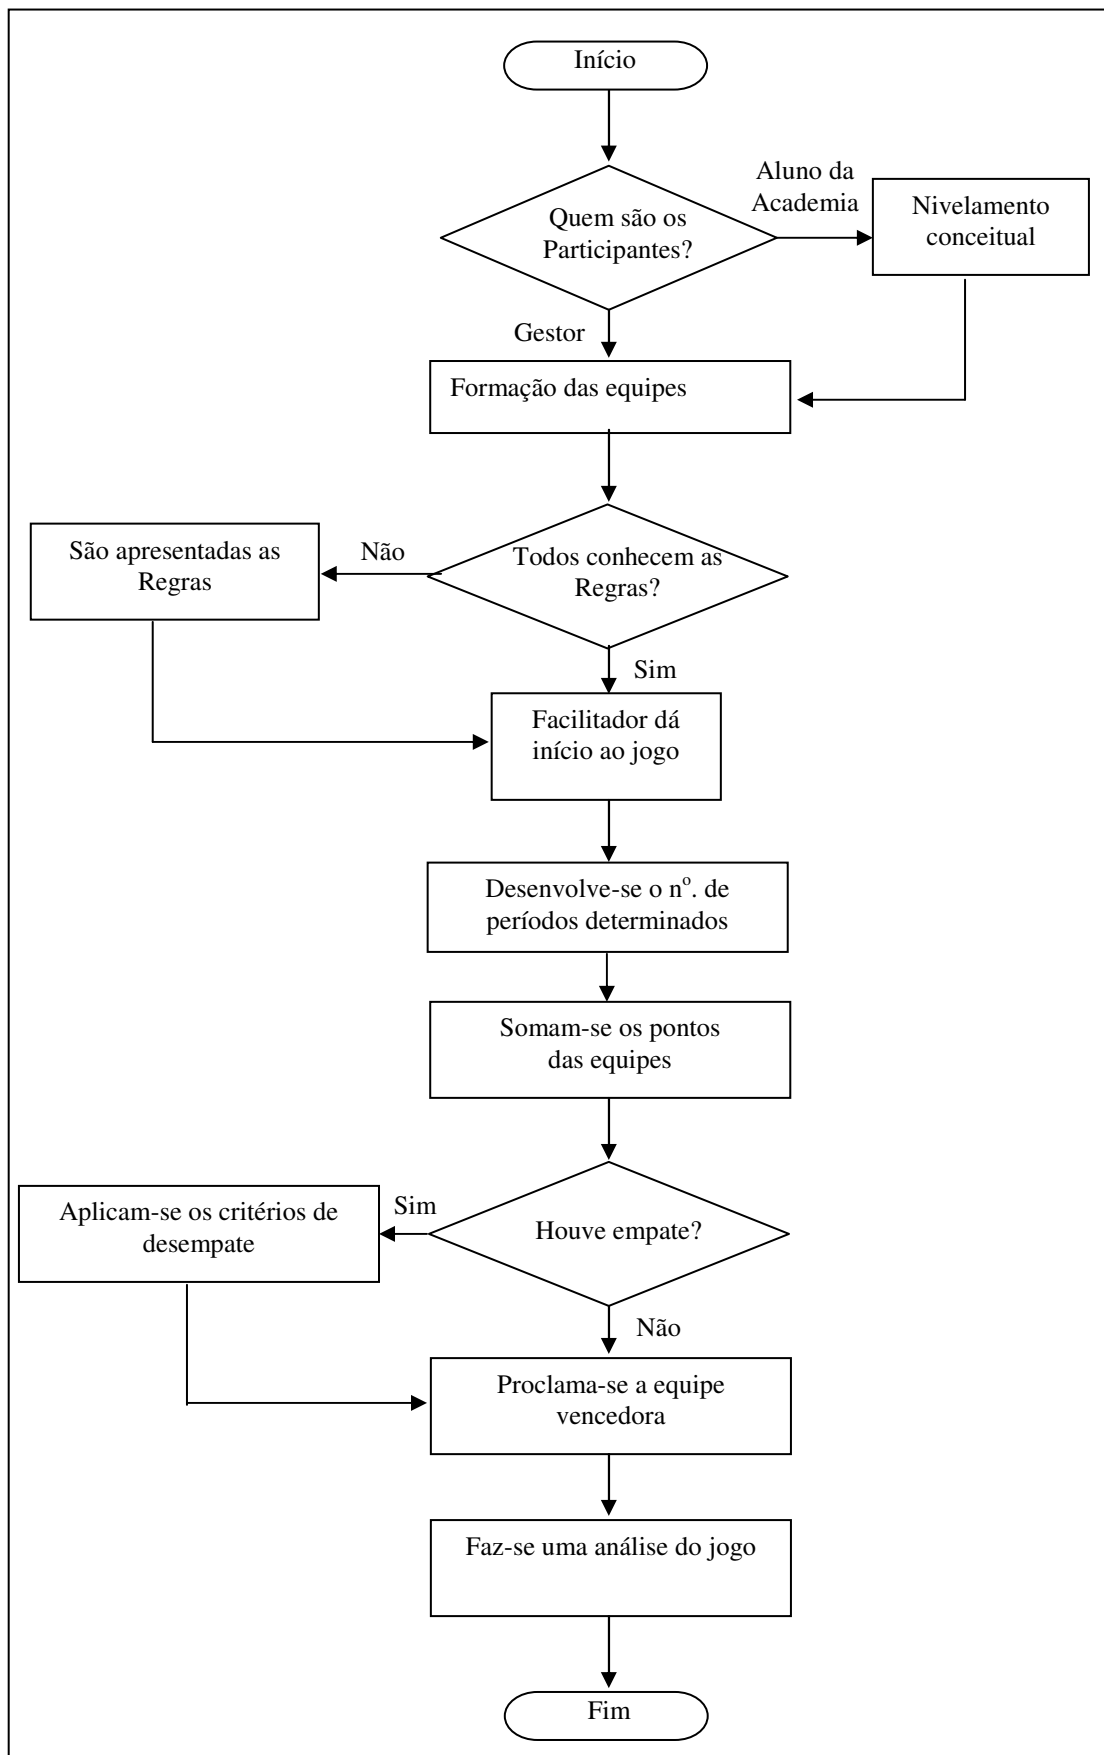 Início
Quem são os
Participantes?
Aluno da
Academia
Nivelamento
conceitual
Gestor
Formação das equipes
Todos conhecem as
Regras?
Não
São apresentadas as
Regras
Sim
Facilitador dá
início ao jogo
Desenvolve-se o nº. de
períodos determinados
Somam-se os pontos
das equipes
Houve empate?
Sim
Aplicam-se os critérios de
desempate
Não
Proclama-se a equipe
vencedora
Faz-se uma análise do jogo
Fim